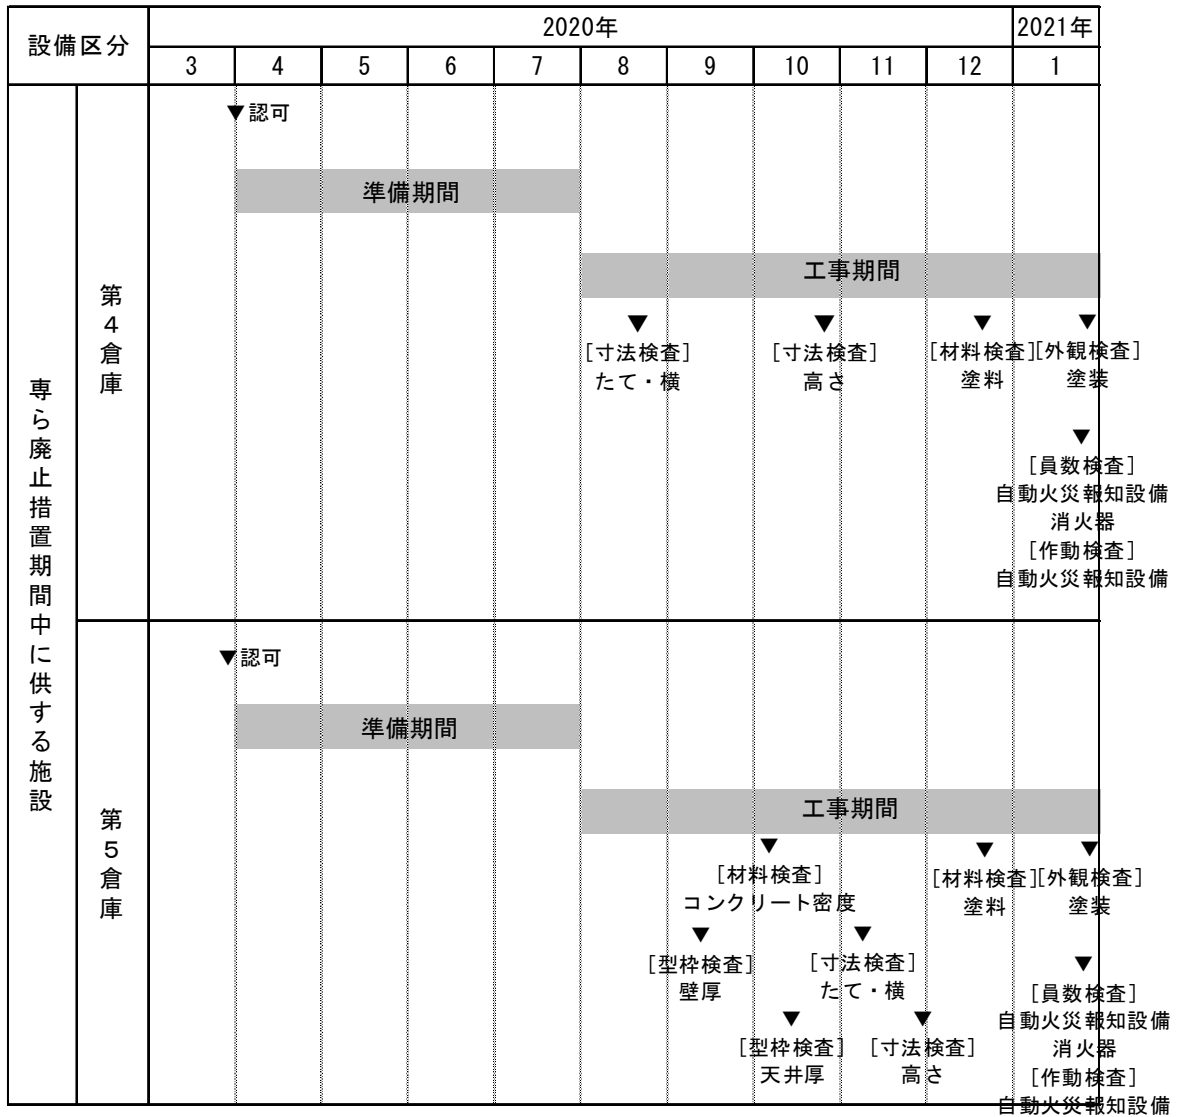 設備区分
2020年
2021年
3 4 5 6 7 8 9 10 11 12 1
専ら廃止措置期間中に供する施設
第4倉庫
▼認可
準備期間
工事期間
▼ ▼ ▼ ▼
[寸法検査] [寸法検査] [材料検査][外観検査]
たて・横 高さ 塗料 塗装
▼
[員数検査]
自動火災報知設備
消火器
[作動検査]
自動火災報知設備
第5倉庫
▼認可
準備期間
工事期間
▼ ▼ ▼
[材料検査] [材料検査][外観検査]
コンクリート密度 塗料 塗装
▼ ▼
[型枠検査] [寸法検査]
壁厚 たて・横
▼ ▼
[型枠検査] [寸法検査]
天井厚 高さ
▼
[員数検査]
自動火災報知設備
消火器
[作動検査]
自動火災報知設備